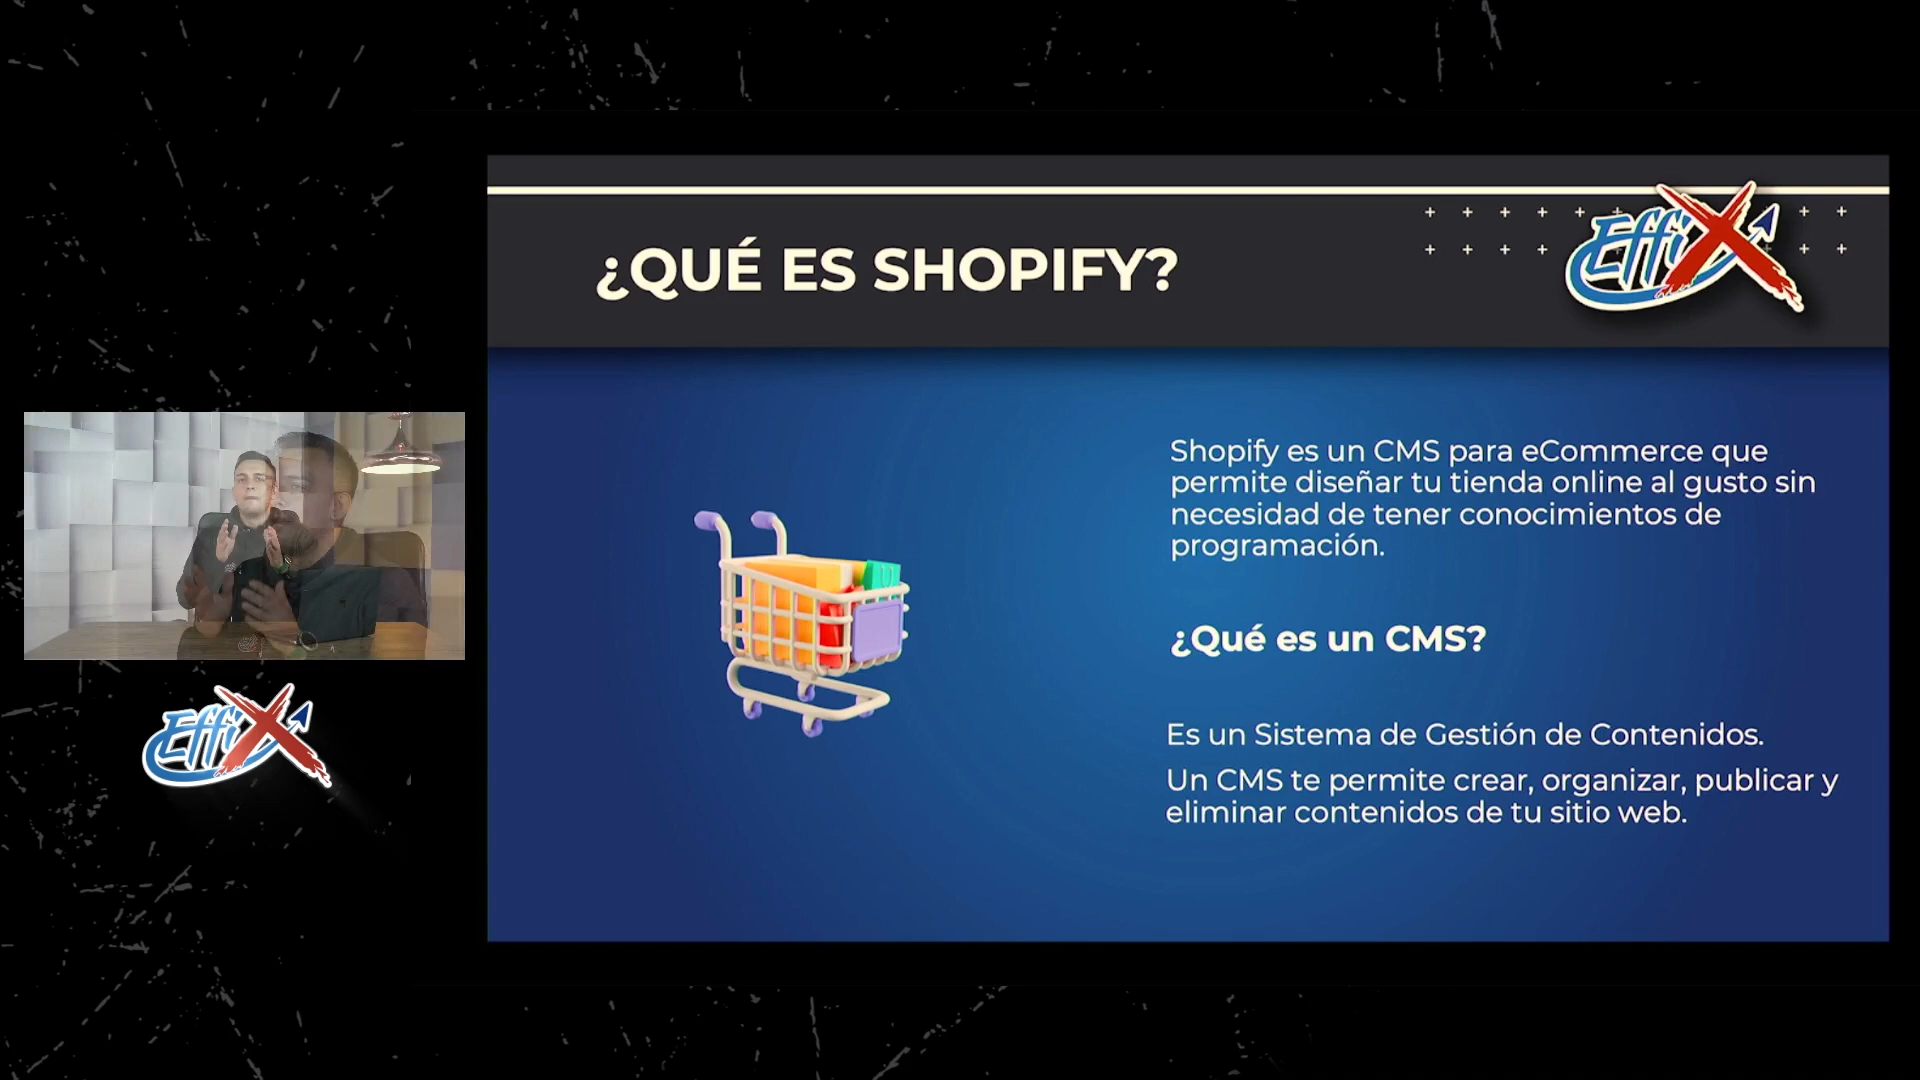 ¿QUÉ ES SHOPIFY?
EffiX
Shopify es un CMS para eCommerce que
permite diseñar tu tienda online al gusto sin
necesidad de tener conocimientos de
programación.
¿Qué es un CMS?
Es un Sistema de Gestión de Contenidos.
Un CMS te permite crear, organizar, publicar y
eliminar contenidos de tu sitio web.
EffiX